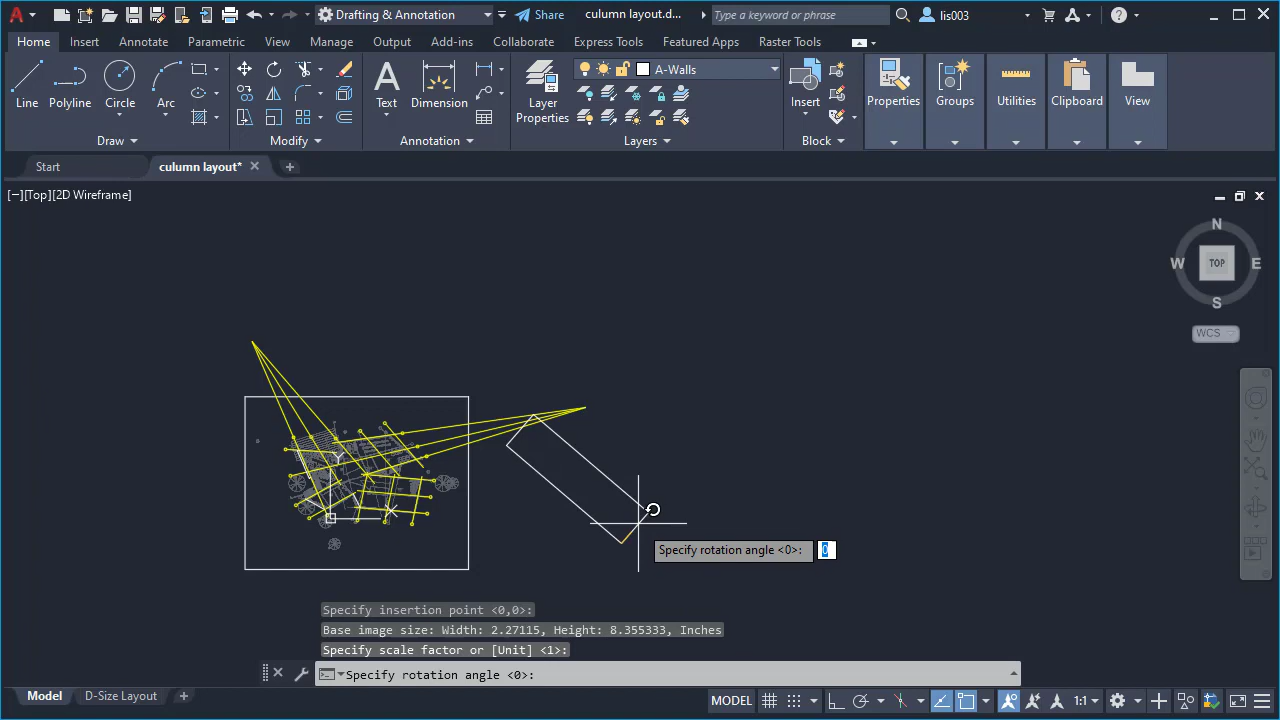 Drafting & Annotation
Share
culumn layout.d...
Type a keyword or phrase
lis003
Home
Insert
Annotate
Parametric
View
Manage
Output
Add-ins
Collaborate
Express Tools
Featured Apps
Raster Tools
Line
Polyline
Circle
Arc
Text
Dimension
Layer
Properties
A-Walls
Insert
Properties
Groups
Utilities
Clipboard
View
Draw
Modify
Annotation
Layers
Block
Start
culumn layout*
[−][Top][2D Wireframe]
N
W
TOP
E
S
WCS
Y
X
Specify rotation angle <0>:
0
Specify insertion point <0,0>:
Base image size: Width: 2.27115, Height: 8.355333, Inches
Specify scale factor or [Unit] <1>:
Specify rotation angle <0>:
Model
D-Size Layout
MODEL
1:1